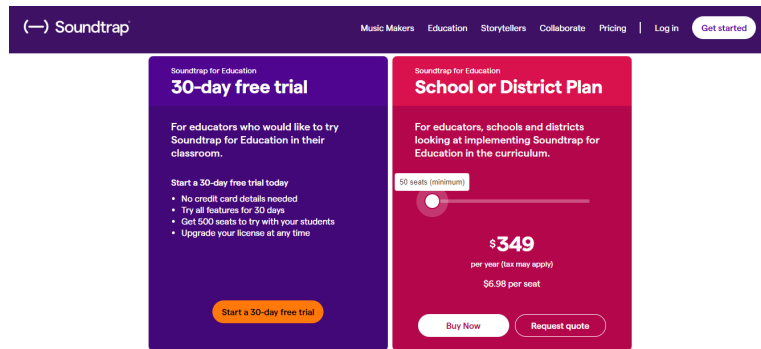 (—) Soundtrap
Music Makers Education Storytellers Collaborate Pricing | Log in Get started
Soundtrap for Education
30-day free trial
For educators who would like to try
Soundtrap for Education in their
classroom.
Start a 30-day free trial today
• No credit card details needed
• Try all features for 30 days
• Get 500 seats to try with your students
• Upgrade your license at any time
Start a 30-day free trial
Soundtrap for Education
School or District Plan
For educators, schools and districts
looking at implementing Soundtrap for
Education in the curriculum.
50 seats (minimum)
$349
per year (tax may apply)
$6.98 per seat
Buy Now Request quote